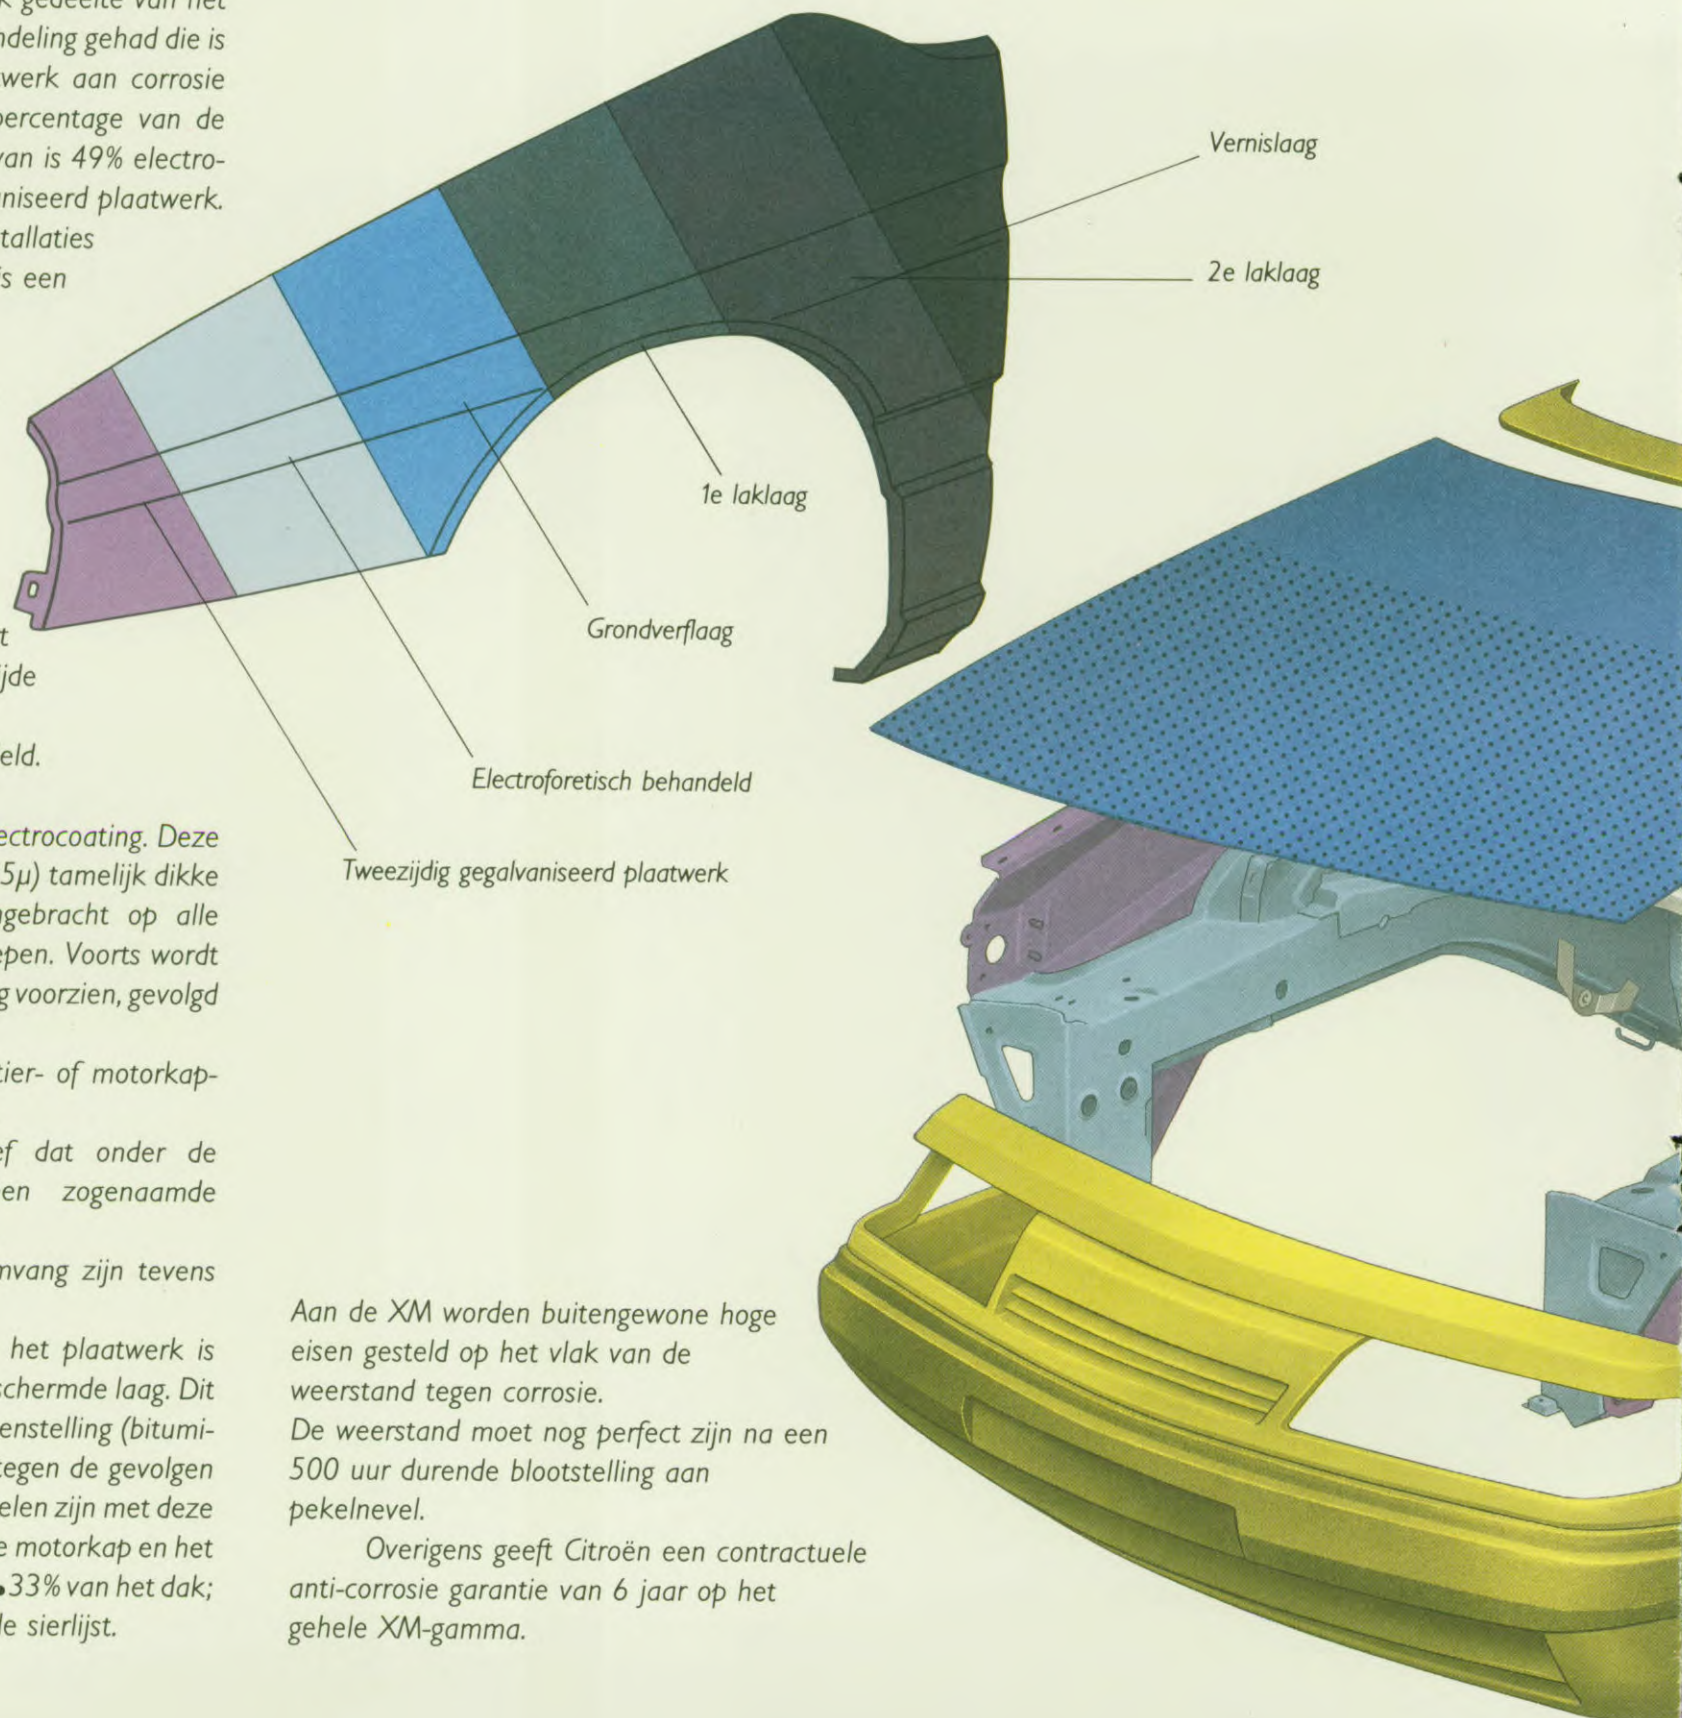 gedeelte van het
ndeling gehad die is
werk aan corrosie
percentage van de
van is 49% electro-
niseerd plaatwerk.
tallaties
is een
t
ijde
eld.
ectrocoating. Deze
5µ) tamelijk dikke
gebracht op alle
epen. Voorts wordt
g voorzien, gevolgd
tier- of motorkap-
ef dat onder de
en zogenaamde
nvang zijn tevens
het plaatwerk is
schermde laag. Dit
enstelling (bitumi-
tegen de gevolgen
elen zijn met deze
e motorkap en het
33% van het dak;
le sierlijst.
Vernislaag
2e laklaag
1e laklaag
Grondverflaag
Electroforetisch behandeld
Tweezijdig gegalvaniseerd plaatwerk
Aan de XM worden buitengewone hoge
eisen gesteld op het vlak van de
weerstand tegen corrosie.
De weerstand moet nog perfect zijn na een
500 uur durende blootstelling aan
pekelnevel.
Overigens geeft Citroën een contractuele
anti-corrosie garantie van 6 jaar op het
gehele XM-gamma.